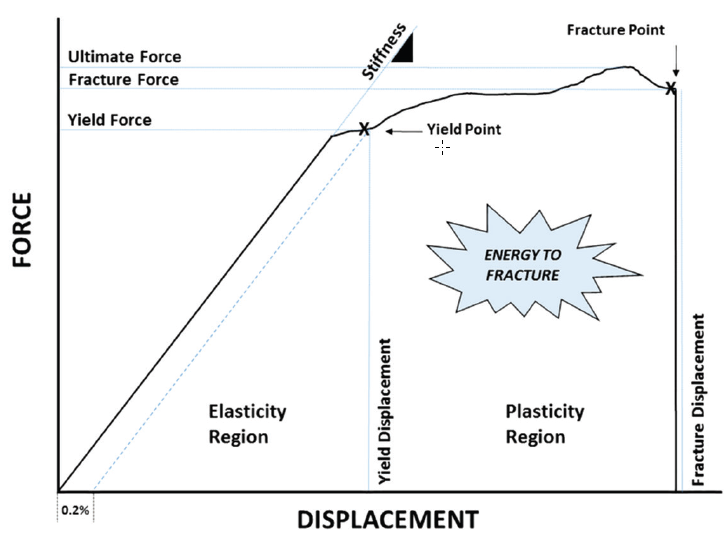 Fracture Point
Stiffness
Ultimate Force
Fracture Force
Yield Force
X
X
Yield Point
FORCE
ENERGY TO
FRACTURE
Elasticity
Region
Yield Displacement
Plasticity
Region
Fracture Displacement
0.2%
DISPLACEMENT